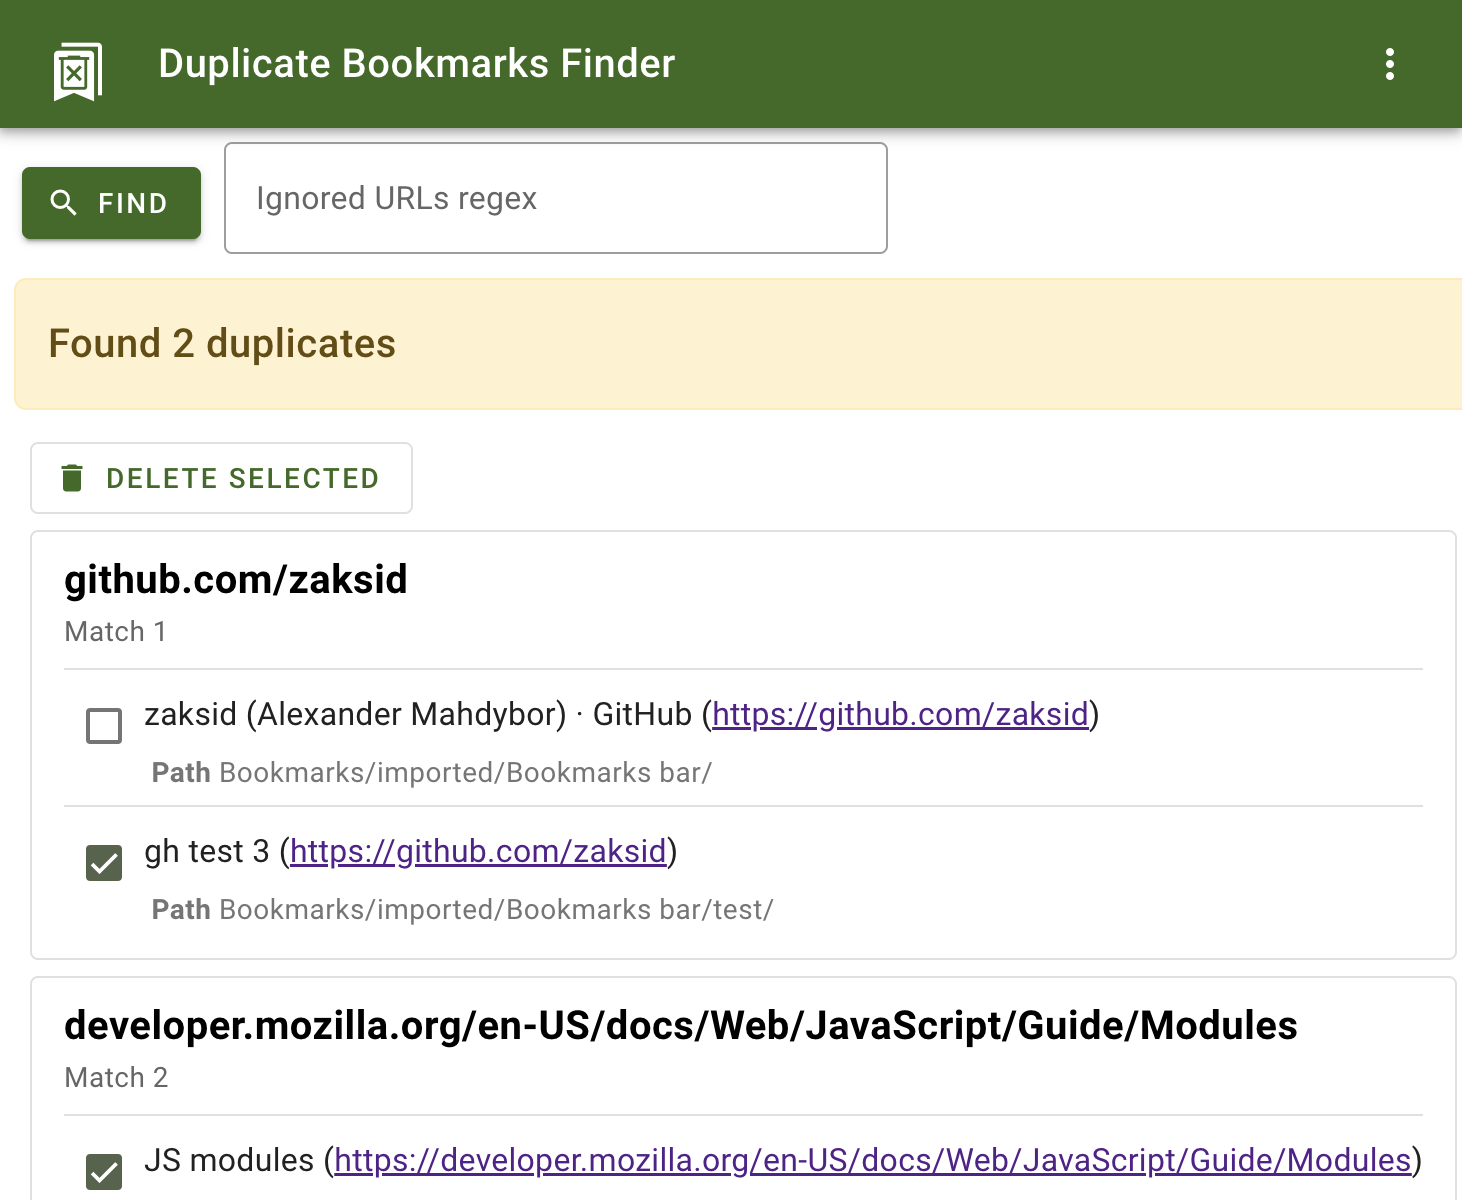 Duplicate Bookmarks Finder
FIND
Ignored URLs regex
Found 2 duplicates
DELETE SELECTED
github.com/zaksid
Match 1
zaksid (Alexander Mahdybor) · GitHub (https://github.com/zaksid)
Path Bookmarks/imported/Bookmarks bar/
gh test 3 (https://github.com/zaksid)
Path Bookmarks/imported/Bookmarks bar/test/
developer.mozilla.org/en-US/docs/Web/JavaScript/Guide/Modules
Match 2
JS modules (https://developer.mozilla.org/en-US/docs/Web/JavaScript/Guide/Modules)